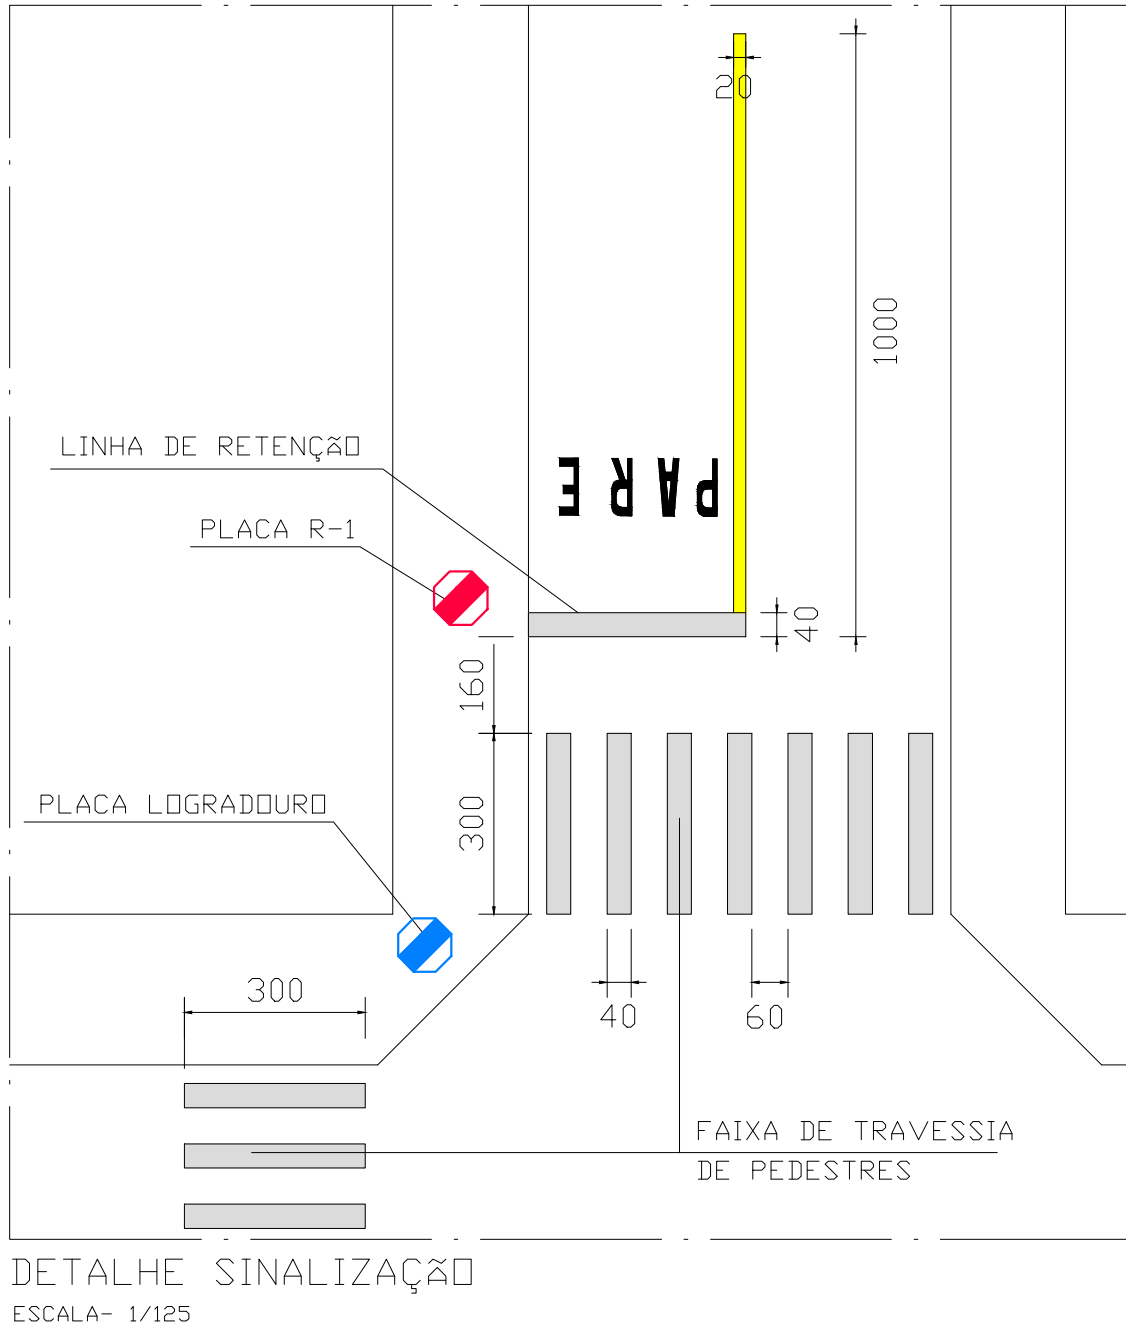 20
1000
LINHA DE RETENÇÃO
PARE
PLACA R-1
40
160
PLACA LOGRADOURO
300
300
40
60
FAIXA DE TRAVESSIA
DE PEDESTRES
DETALHE SINALIZAÇÃO
ESCALA- 1/125